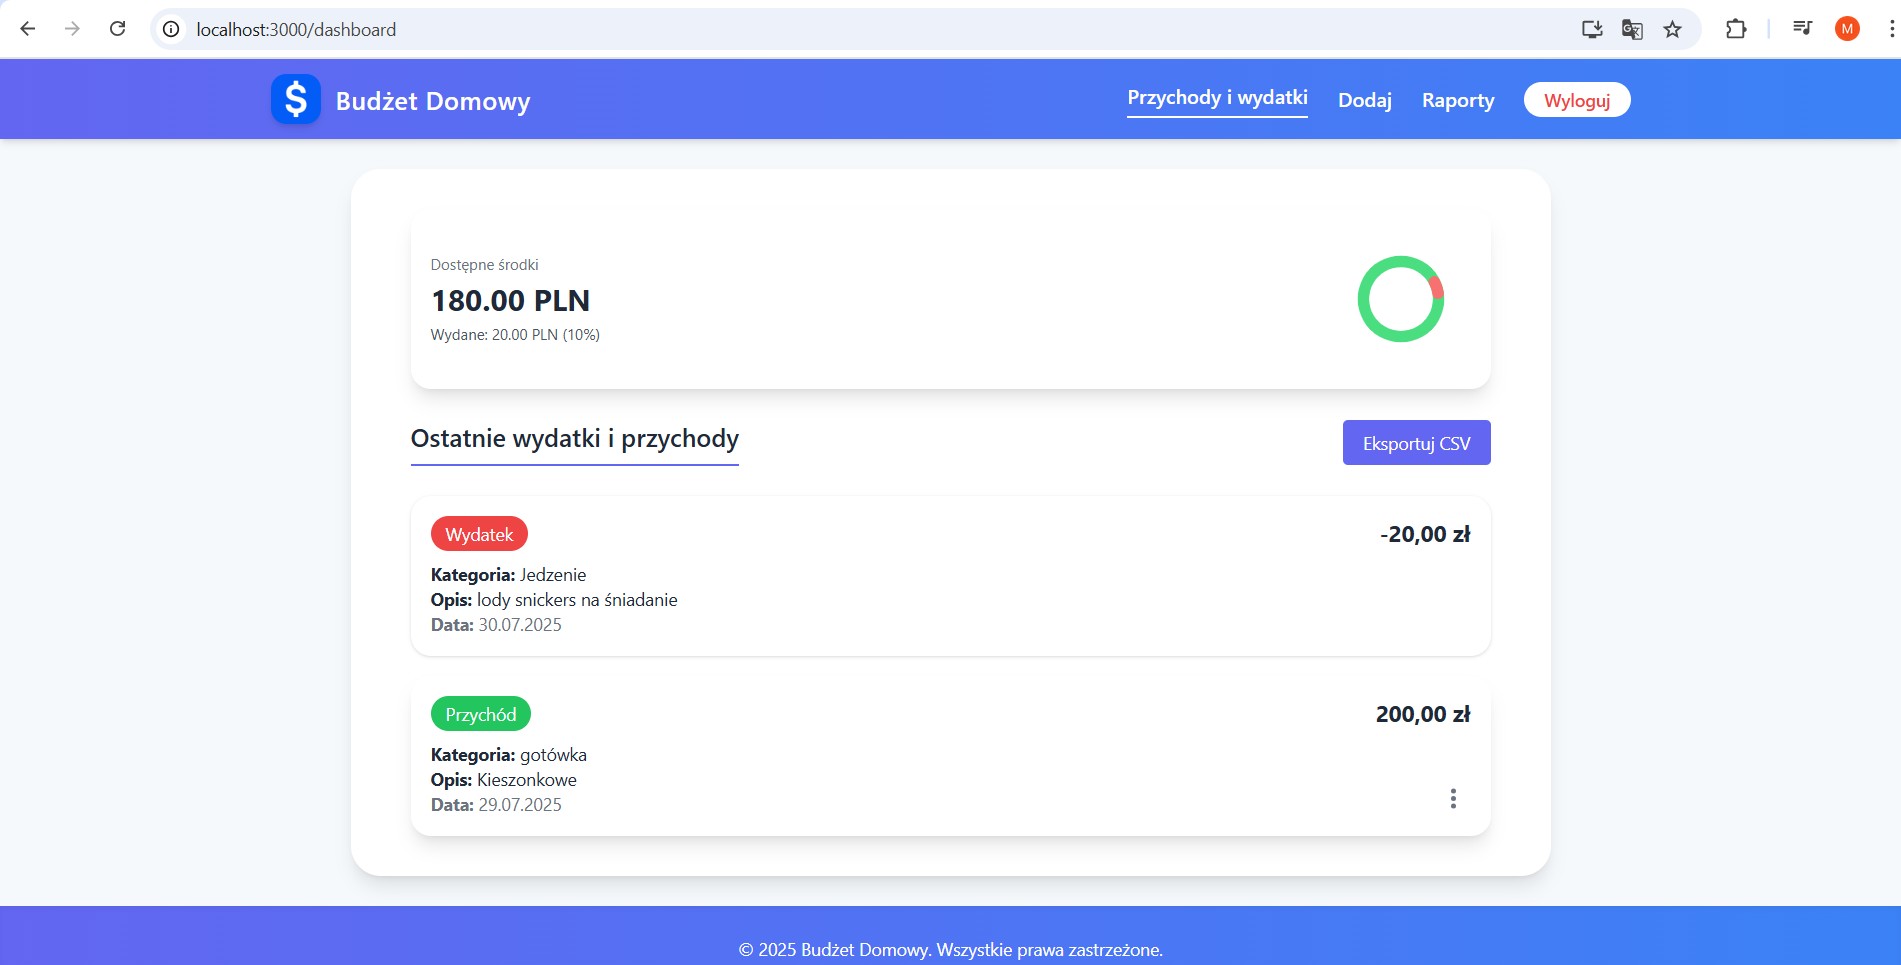 localhost:3000/dashboard
M
$ Budżet Domowy
Przychody i wydatki Dodaj Raporty Wyloguj
Dostępne środki
180.00 PLN
Wydane: 20.00 PLN (10%)
Ostatnie wydatki i przychody
Eksportuj CSV
Wydatek
-20,00 zł
Kategoria: Jedzenie
Opis: lody snickers na śniadanie
Data: 30.07.2025
Przychód
200,00 zł
Kategoria: gotówka
Opis: Kieszonkowe
Data: 29.07.2025
© 2025 Budżet Domowy. Wszystkie prawa zastrzeżone.